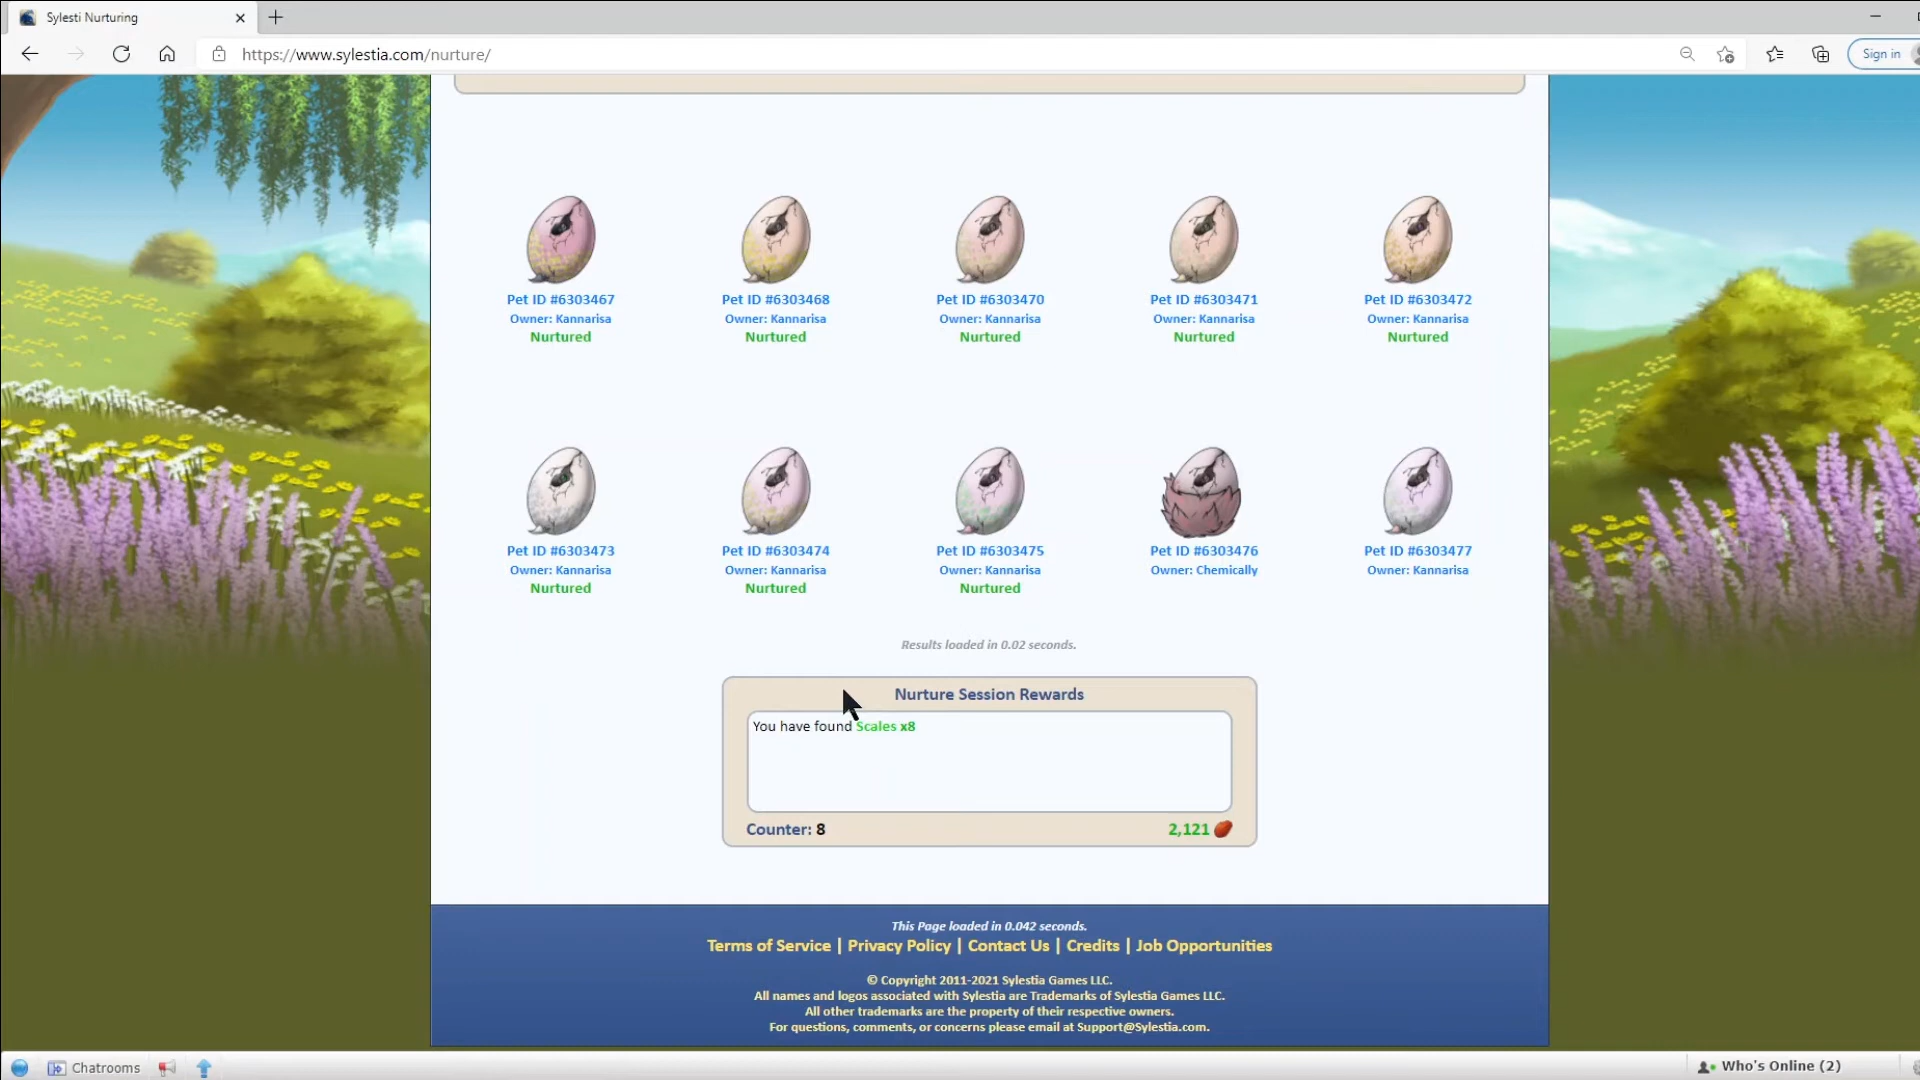 Sylesti Nurturing
https://www.sylestia.com/nurture/
Sign in
Pet ID #6303467
Owner: Kannarisa
Nurtured
Pet ID #6303468
Owner: Kannarisa
Nurtured
Pet ID #6303470
Owner: Kannarisa
Nurtured
Pet ID #6303471
Owner: Kannarisa
Nurtured
Pet ID #6303472
Owner: Kannarisa
Nurtured
Pet ID #6303473
Owner: Kannarisa
Nurtured
Pet ID #6303474
Owner: Kannarisa
Nurtured
Pet ID #6303475
Owner: Kannarisa
Nurtured
Pet ID #6303476
Owner: Chemically
Pet ID #6303477
Owner: Kannarisa
Results loaded in 0.02 seconds.
Nurture Session Rewards
You have found Scales x8
Counter: 8
2,121
This Page loaded in 0.042 seconds.
Terms of Service | Privacy Policy | Contact Us | Credits | Job Opportunities
© Copyright 2011-2021 Sylestia Games LLC.
All names and logos associated with Sylestia are Trademarks of Sylestia Games LLC.
All other trademarks are the property of their respective owners.
For questions, comments, or concerns please email at Support@Sylestia.com.
Chatrooms
Who's Online (2)